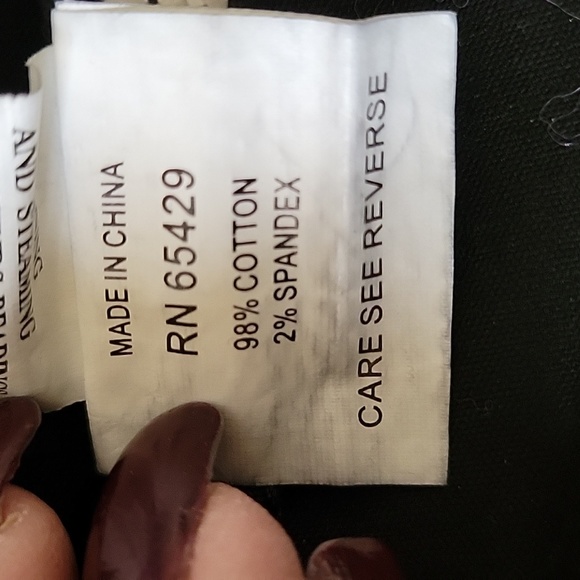 MADE IN CHINA
RN 65429
98% COTTON
2% SPANDEX
CARE SEE REVERSE
AND STEAMING